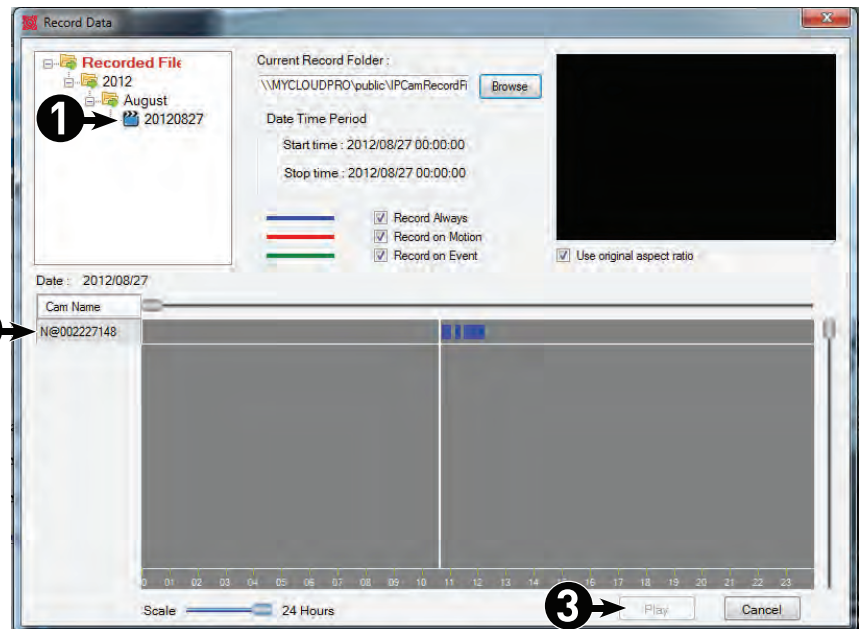 Record Data
Recorded File
2012
August
20120827
1
Current Record Folder :
\\MYCLOUDPRO\public\IPCamRecordFi
Browse
Date Time Period
Start time : 2012/08/27 00:00:00
Stop time : 2012/08/27 00:00:00
Record Always
Record on Motion
Record on Event
Use original aspect ratio
Date : 2012/08/27
Cam Name
N@002227148
0 01 02 03 04 05 06 07 08 09 10 11 12 13 14 15 16 17 18 19 20 21 22 23
Scale 24 Hours
3
Play
Cancel